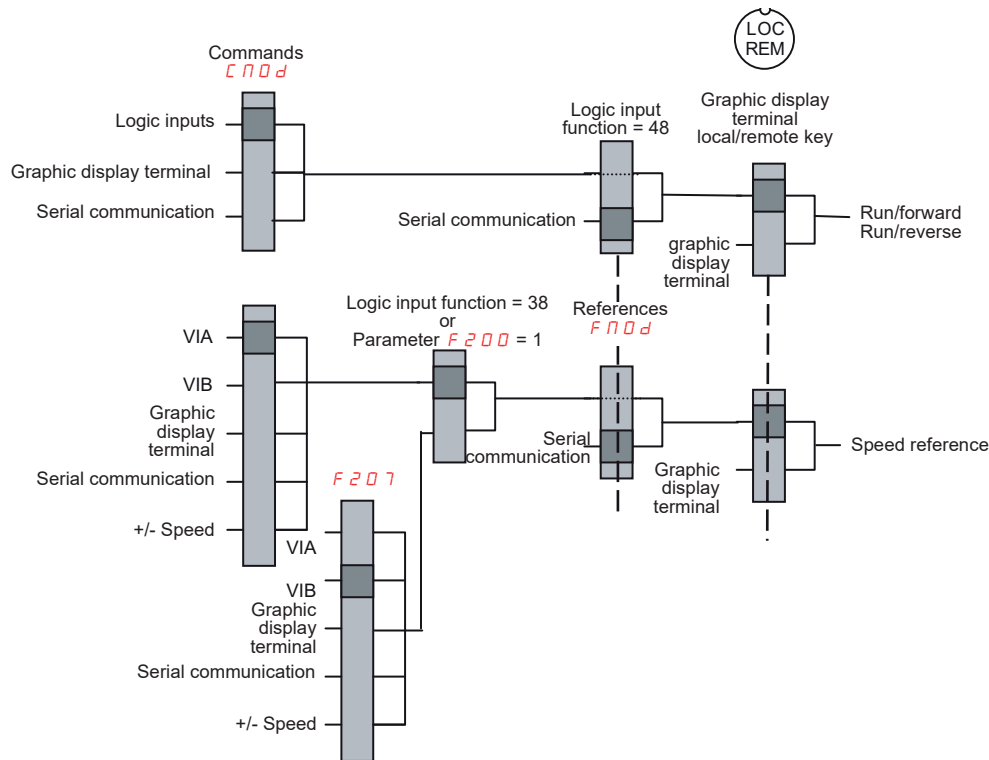 LOC
REM
Commands
CMOd
Logic inputs
Graphic display terminal
Serial communication
Logic input
function = 48
Serial communication
Graphic display
terminal
local/remote key
graphic
display
terminal
Run/forward
Run/reverse
VIA
VIB
Graphic
display
terminal
Serial communication
+/- Speed
Logic input function = 38
or
Parameter F200 = 1
References
FMOd
Serial
communication
Graphic
display
terminal
Speed reference
F207
VIA
VIB
Graphic
display
terminal
Serial communication
+/- Speed